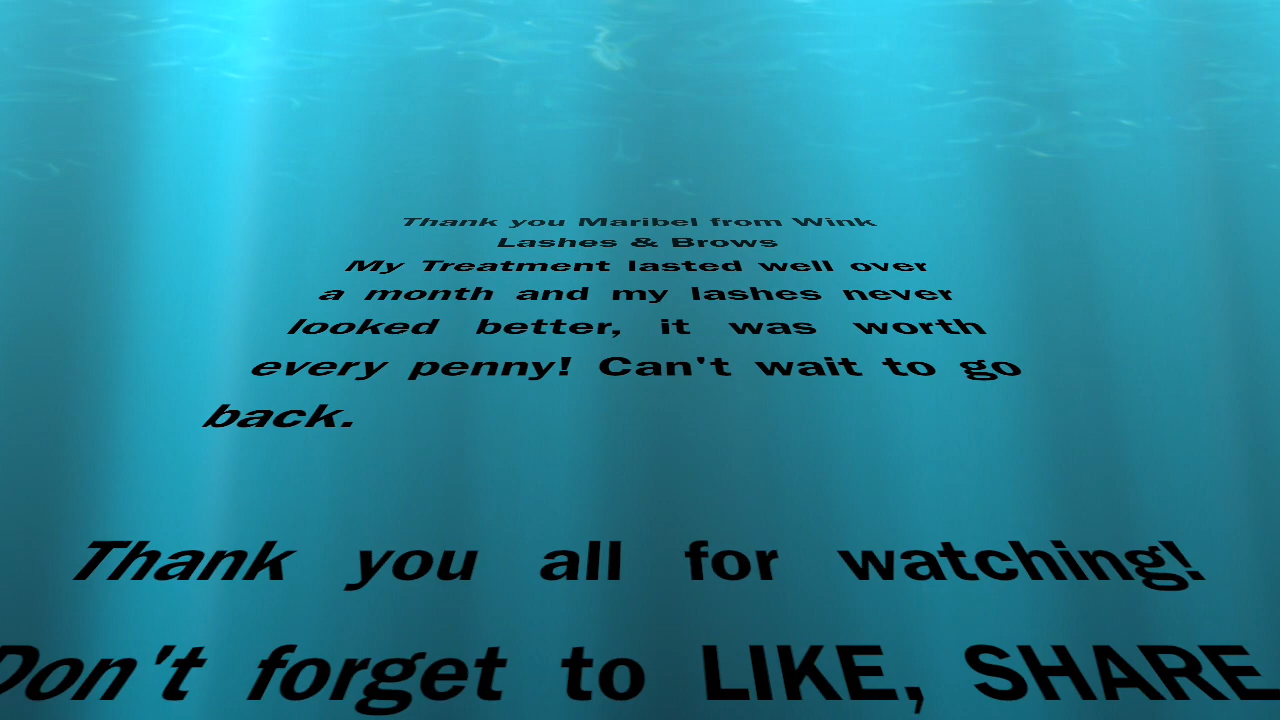 Thank you Maribel from Wink
Lashes & Brows
My Treatment lasted well over
a month and my lashes never
looked better, it was worth
every penny! Can't wait to go
back.
Thank you all for watching!
Don't forget to LIKE, SHARE